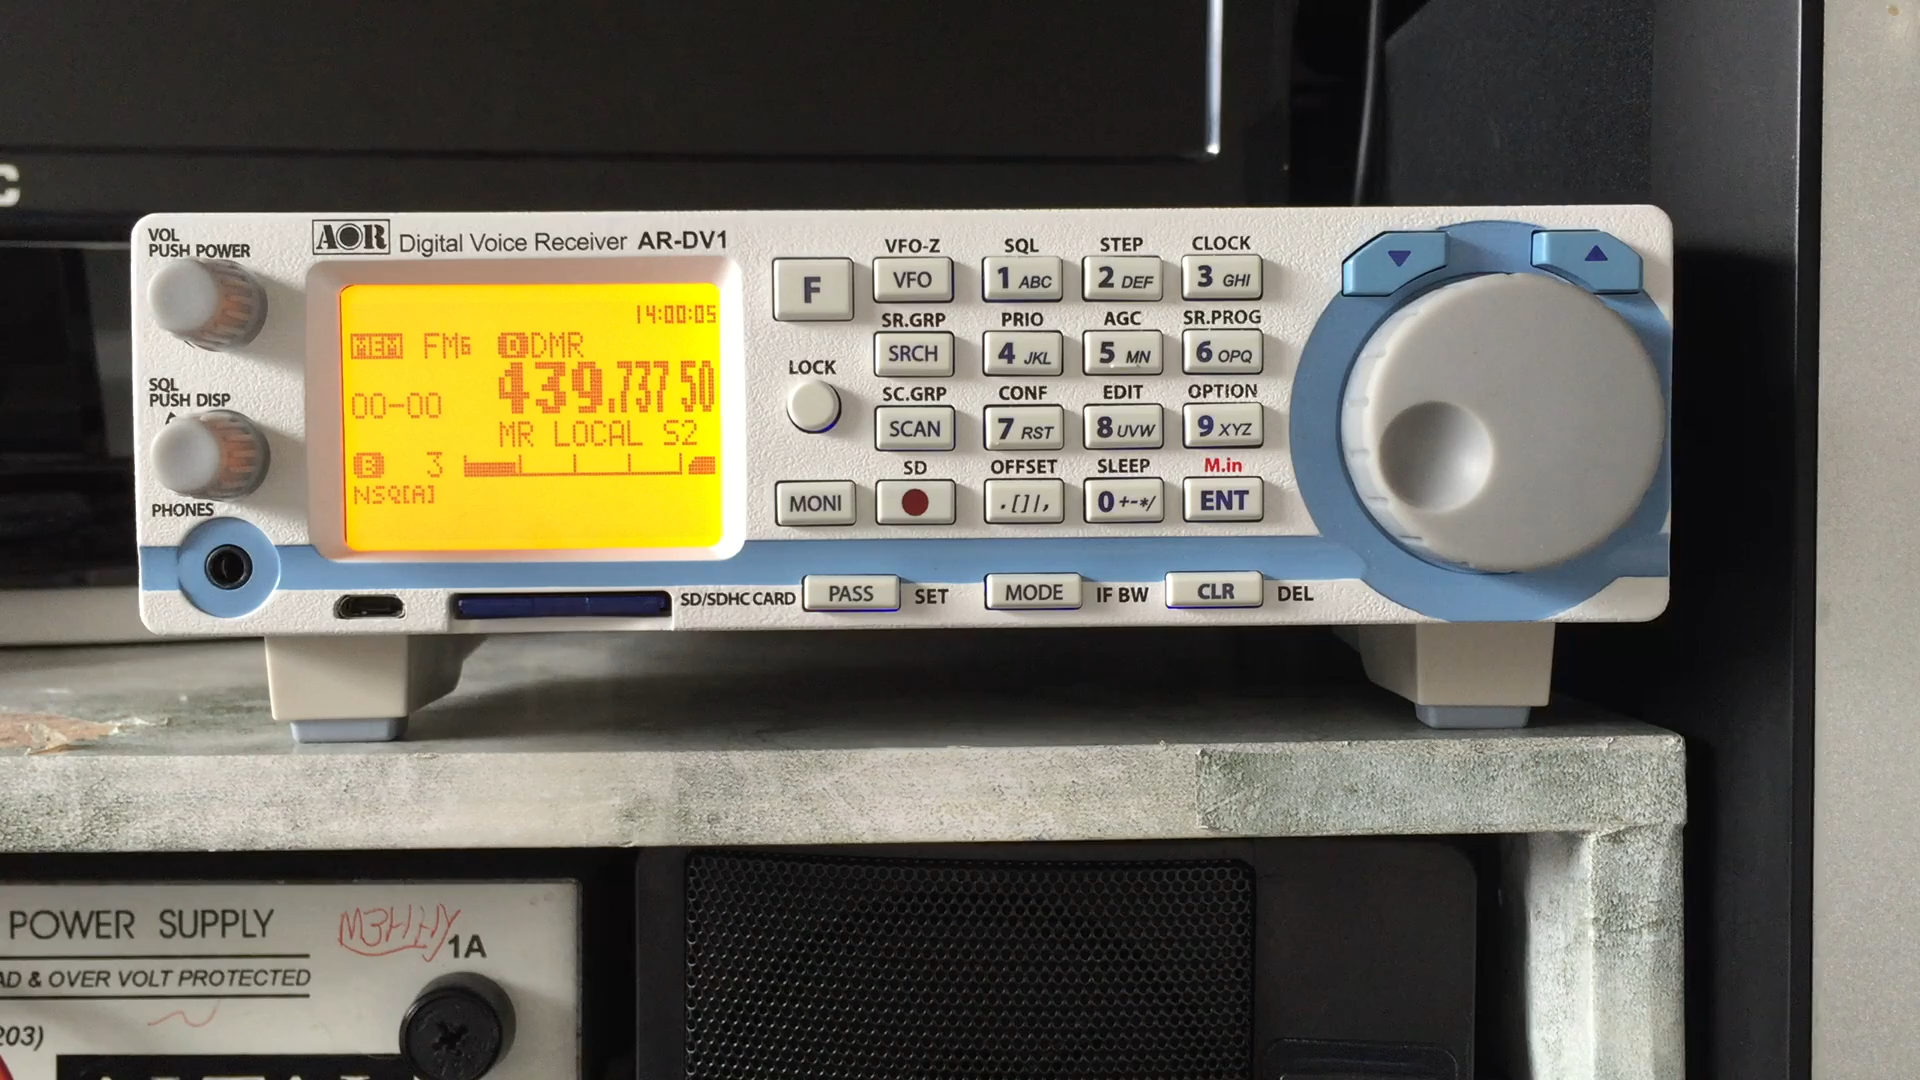 C
VOL
PUSH POWER
AOR Digital Voice Receiver AR-DV1
14:00:05
MEM FM6 DMR
439.737 50
00-00
MR LOCAL S2
B 3
NSQ[A]
SQL
PUSH DISP
PHONES
F
LOCK
MONI
VFO-Z SQL STEP CLOCK
VFO 1 ABC 2 DEF 3 GHI
SR.GRP PRIO AGC SR.PROG
SRCH 4 JKL 5 MN 6 OPQ
SC.GRP CONF EDIT OPTION
SCAN 7 RST 8 UVW 9 XYZ
SD OFFSET SLEEP M.in
.[]|, 0 +-*/ ENT
SD/SDHC CARD PASS SET MODE IF BW CLR DEL
POWER SUPPLY
M3HHY
1A
AD & OVER VOLT PROTECTED
203)